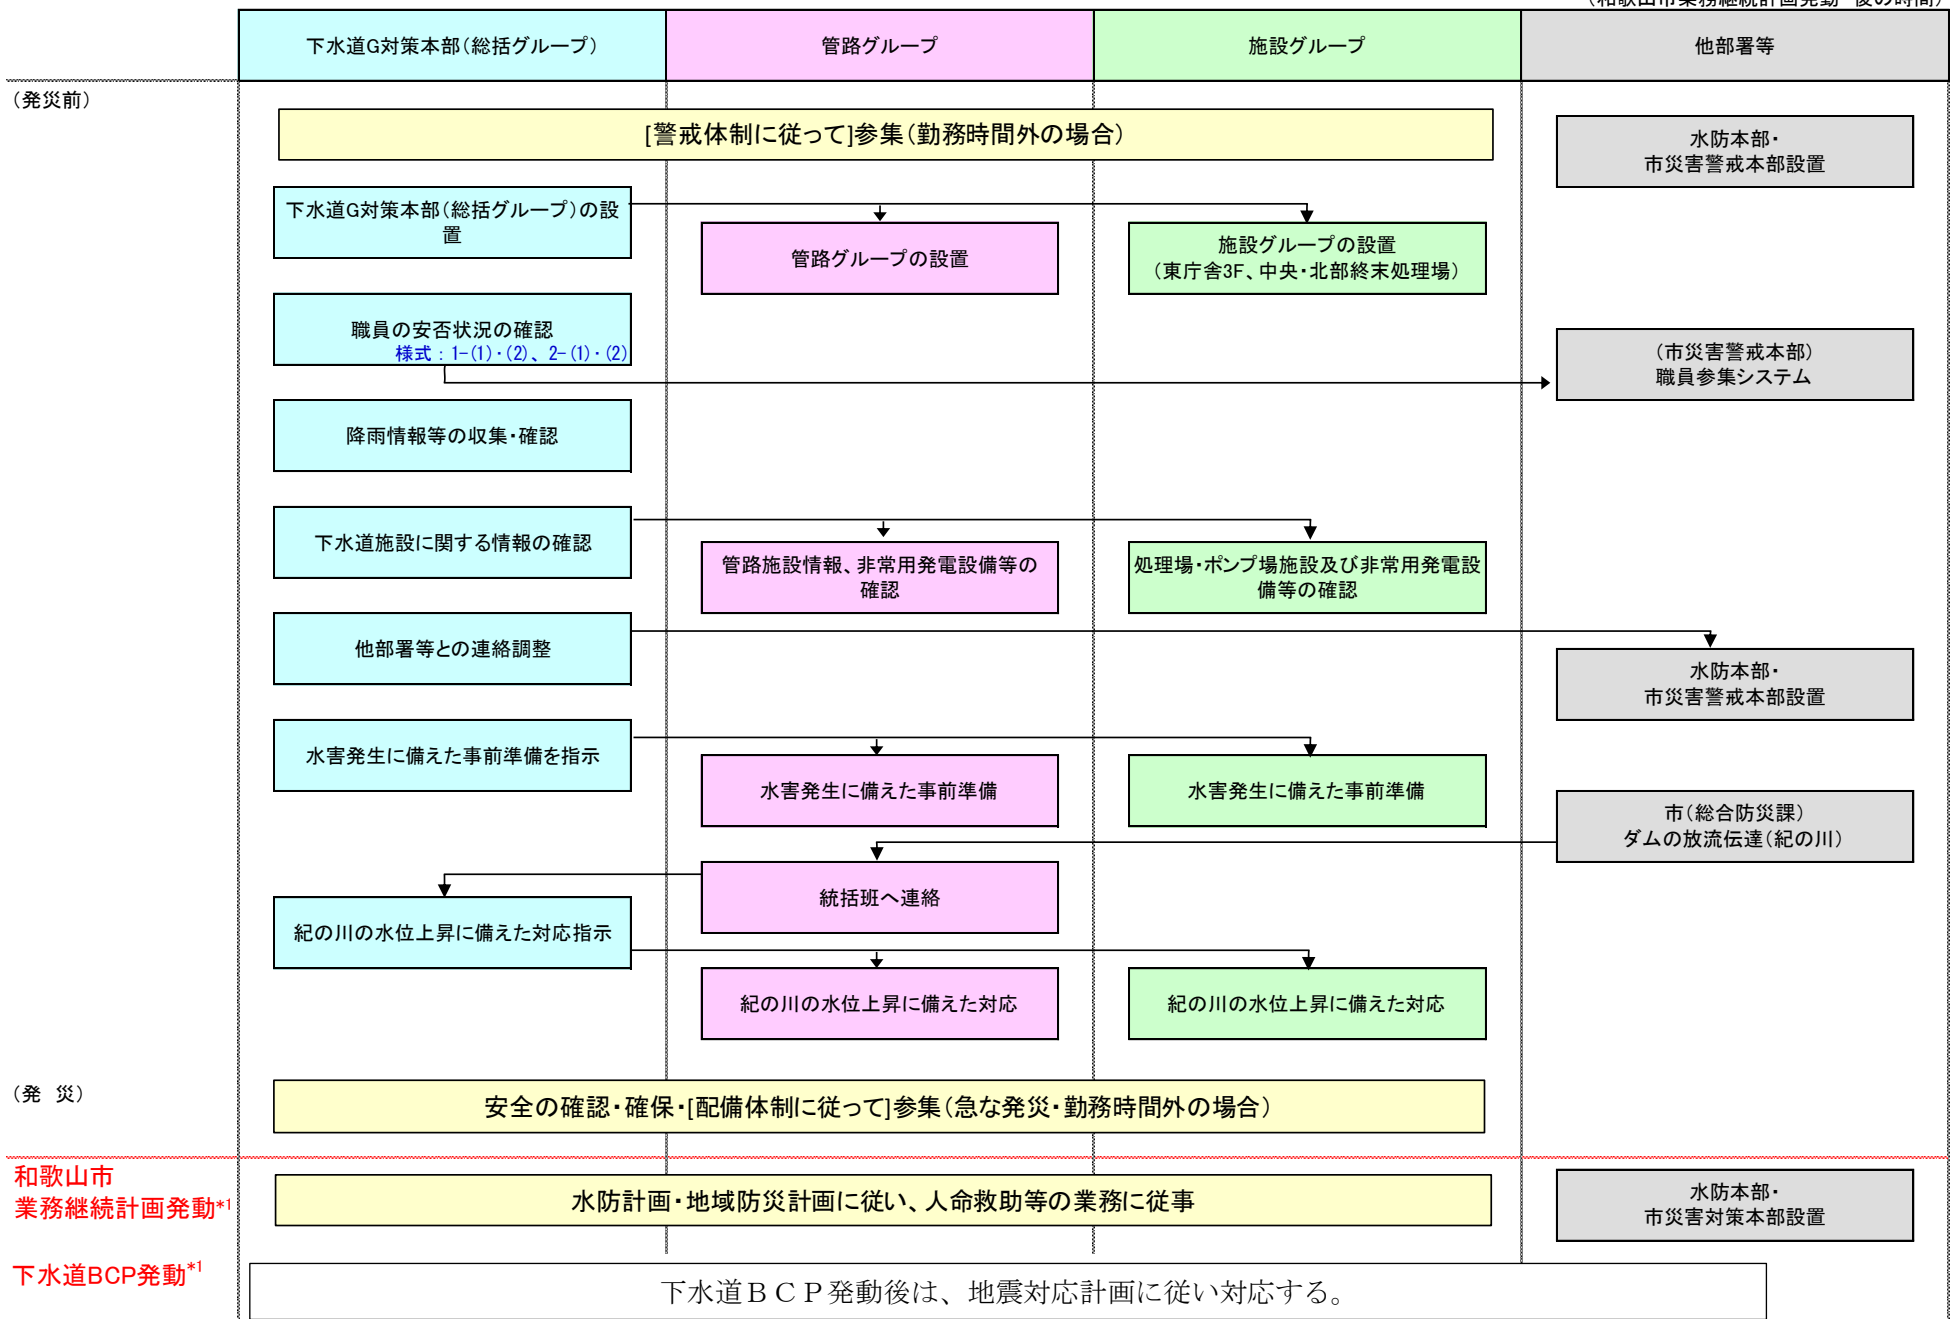 (和歌山市業務継続計画発動 後の時間)
下水道G対策本部(総括グループ)
管路グループ
施設グループ
他部署等
(発災前)
[警戒体制に従って]参集(勤務時間外の場合)
水防本部・
市災害警戒本部設置
下水道G対策本部(総括グループ)の設
置
管路グループの設置
施設グループの設置
(東庁舎3F、中央・北部終末処理場)
職員の安否状況の確認
様式：1-(1)・(2)、2-(1)・(2)
(市災害警戒本部)
職員参集システム
降雨情報等の収集・確認
下水道施設に関する情報の確認
管路施設情報、非常用発電設備等の
確認
処理場・ポンプ場施設及び非常用発電設
備等の確認
他部署等との連絡調整
水防本部・
市災害警戒本部設置
水害発生に備えた事前準備を指示
水害発生に備えた事前準備
水害発生に備えた事前準備
市(総合防災課)
ダムの放流伝達(紀の川)
統括班へ連絡
紀の川の水位上昇に備えた対応指示
紀の川の水位上昇に備えた対応
紀の川の水位上昇に備えた対応
(発 災)
安全の確認・確保・[配備体制に従って]参集(急な発災・勤務時間外の場合)
和歌山市
業務継続計画発動*1
水防計画・地域防災計画に従い、人命救助等の業務に従事
水防本部・
市災害対策本部設置
下水道BCP発動*1
下水道ＢＣＰ発動後は、地震対応計画に従い対応する。